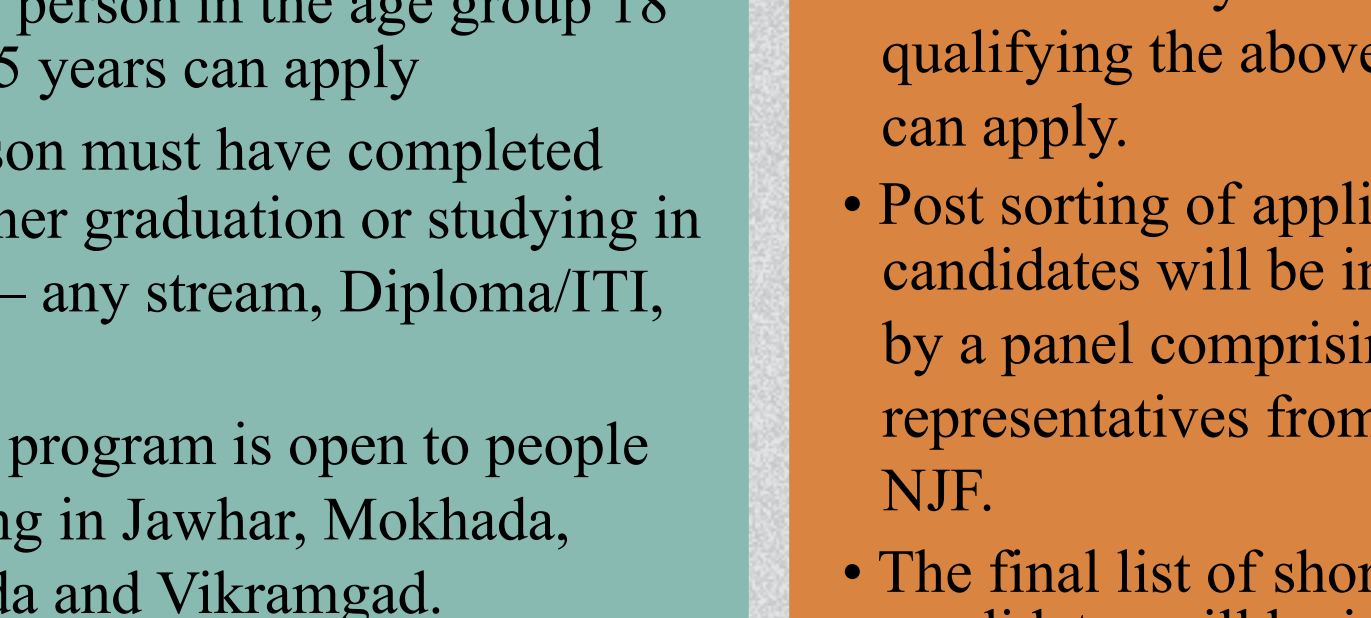 person in the age group 18
5 years can apply
son must have completed
her graduation or studying in
– any stream, Diploma/ITI,
program is open to people
ng in Jawhar, Mokhada,
da and Vikramgad.
qualifying the above
can apply.
• Post sorting of appli
candidates will be in
by a panel comprisin
representatives from
NJF.
• The final list of shor